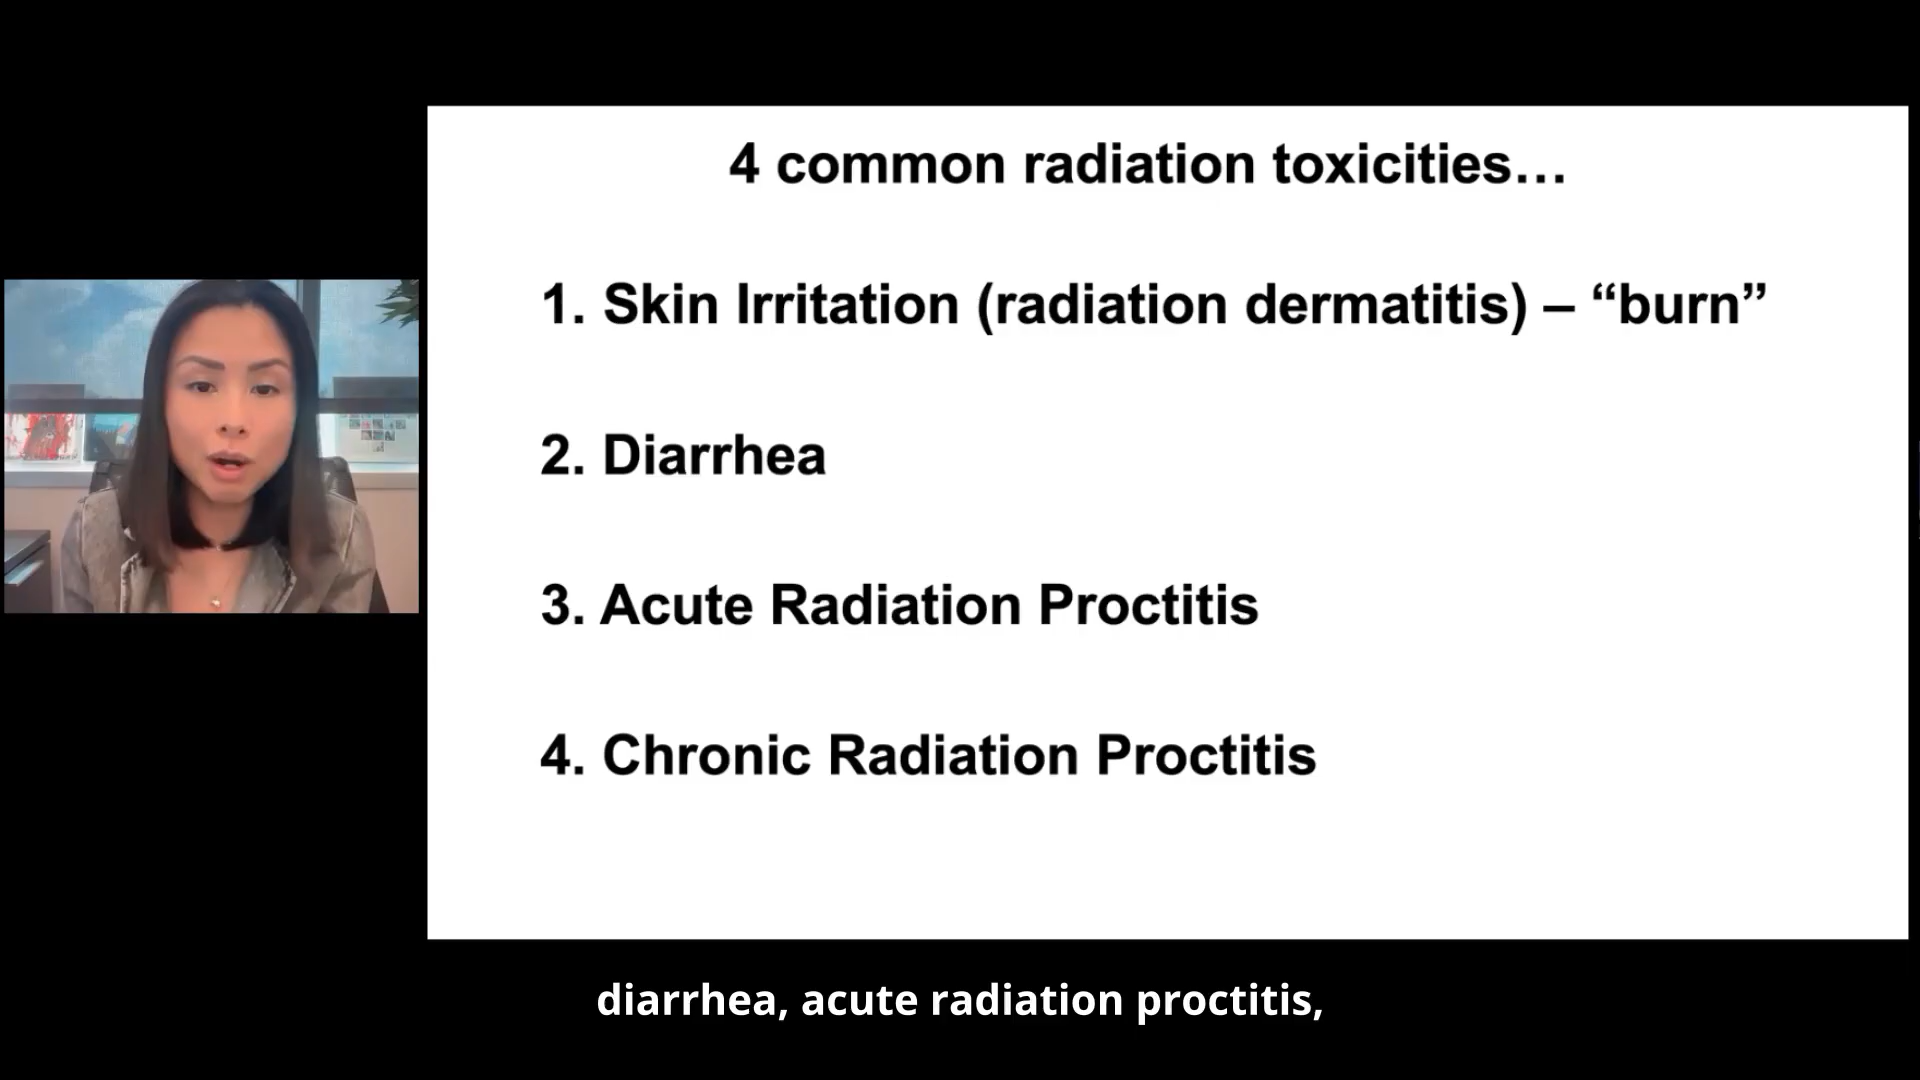 4 common radiation toxicities…
1. Skin Irritation (radiation dermatitis) – “burn”
2. Diarrhea
3. Acute Radiation Proctitis
4. Chronic Radiation Proctitis
diarrhea, acute radiation proctitis,